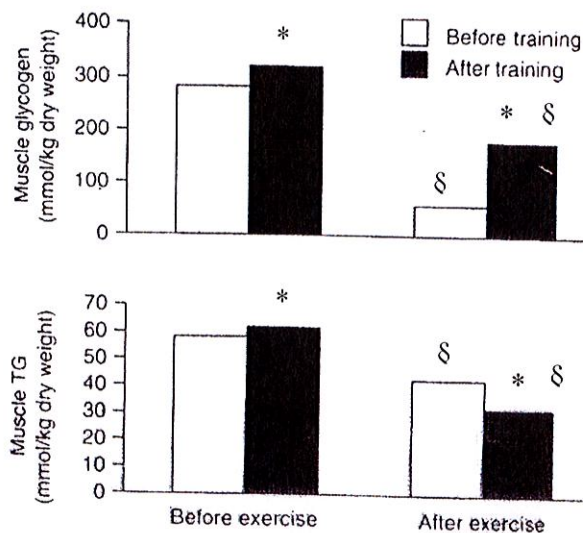 Muscle glycogen
(mmol/kg dry weight)
400
300
200
100
0
*
§
* §
Before training
After training
Muscle TG
(mmol/kg dry weight)
70
60
50
40
30
20
10
0
*
§
* §
Before exercise
After exercise